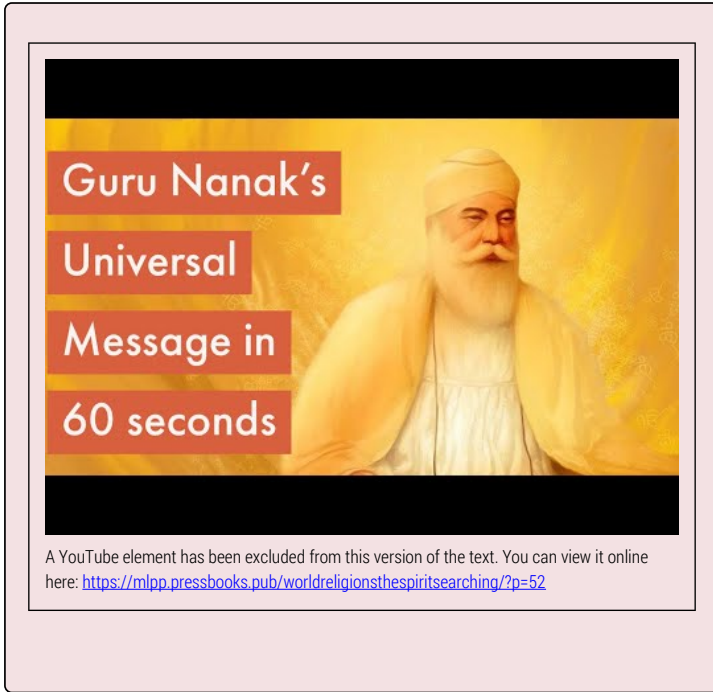 Guru Nanak's
Universal
Message in
60 seconds
A YouTube element has been excluded from this version of the text. You can view it online
here: https://mlpp.pressbooks.pub/worldreligionsthespiritsearching/?p=52